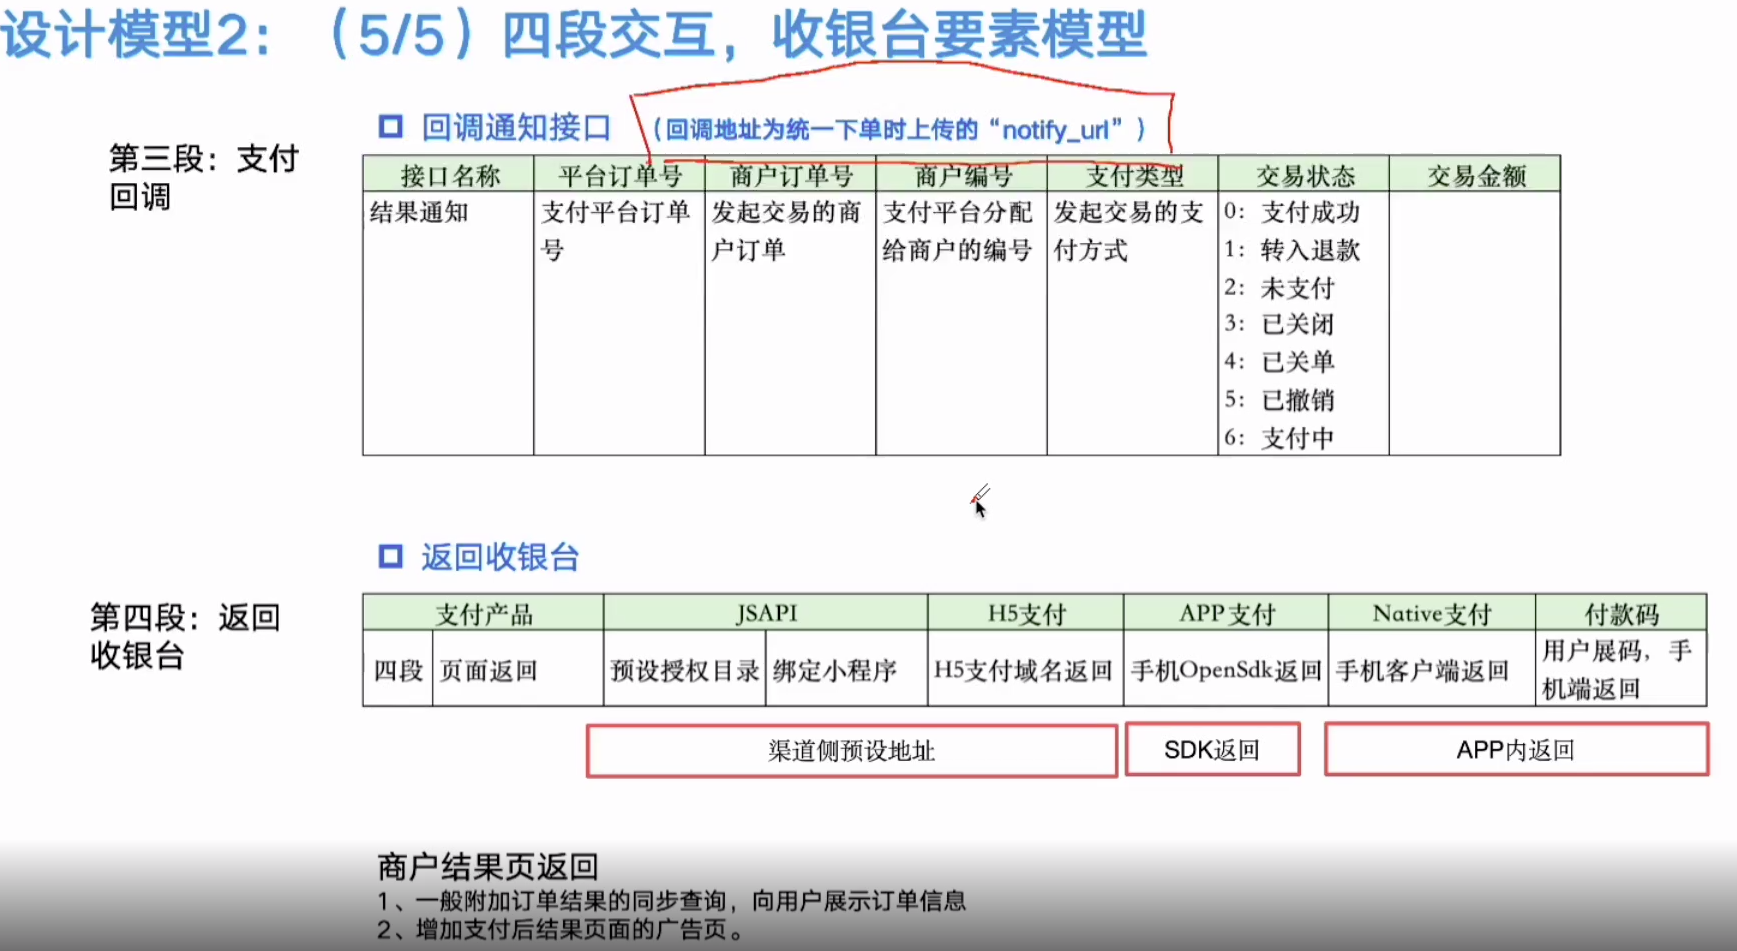 设计模型2：（5/5）四段交互，收银台要素模型
回调通知接口 （回调地址为统一下单时上传的“notify_url”）
第三段：支付
回调
接口名称 平台订单号 商户订单号 商户编号 支付类型 交易状态 交易金额
结果通知 支付平台订单 发起交易的商 支付平台分配 发起交易的支 0：支付成功
号 户订单 给商户的编号 付方式 1：转入退款
2：未支付
3：已关闭
4：已关单
5：已撤销
6：支付中
返回收银台
第四段：返回
收银台
支付产品 JSAPI H5支付 APP支付 Native支付 付款码
四段 页面返回 预设授权目录 绑定小程序 H5支付域名返回 手机OpenSdk返回 手机客户端返回 用户展码，手
机端返回
渠道侧预设地址 SDK返回 APP内返回
商户结果页返回
1、一般附加订单结果的同步查询，向用户展示订单信息
2、增加支付后结果页面的广告页。